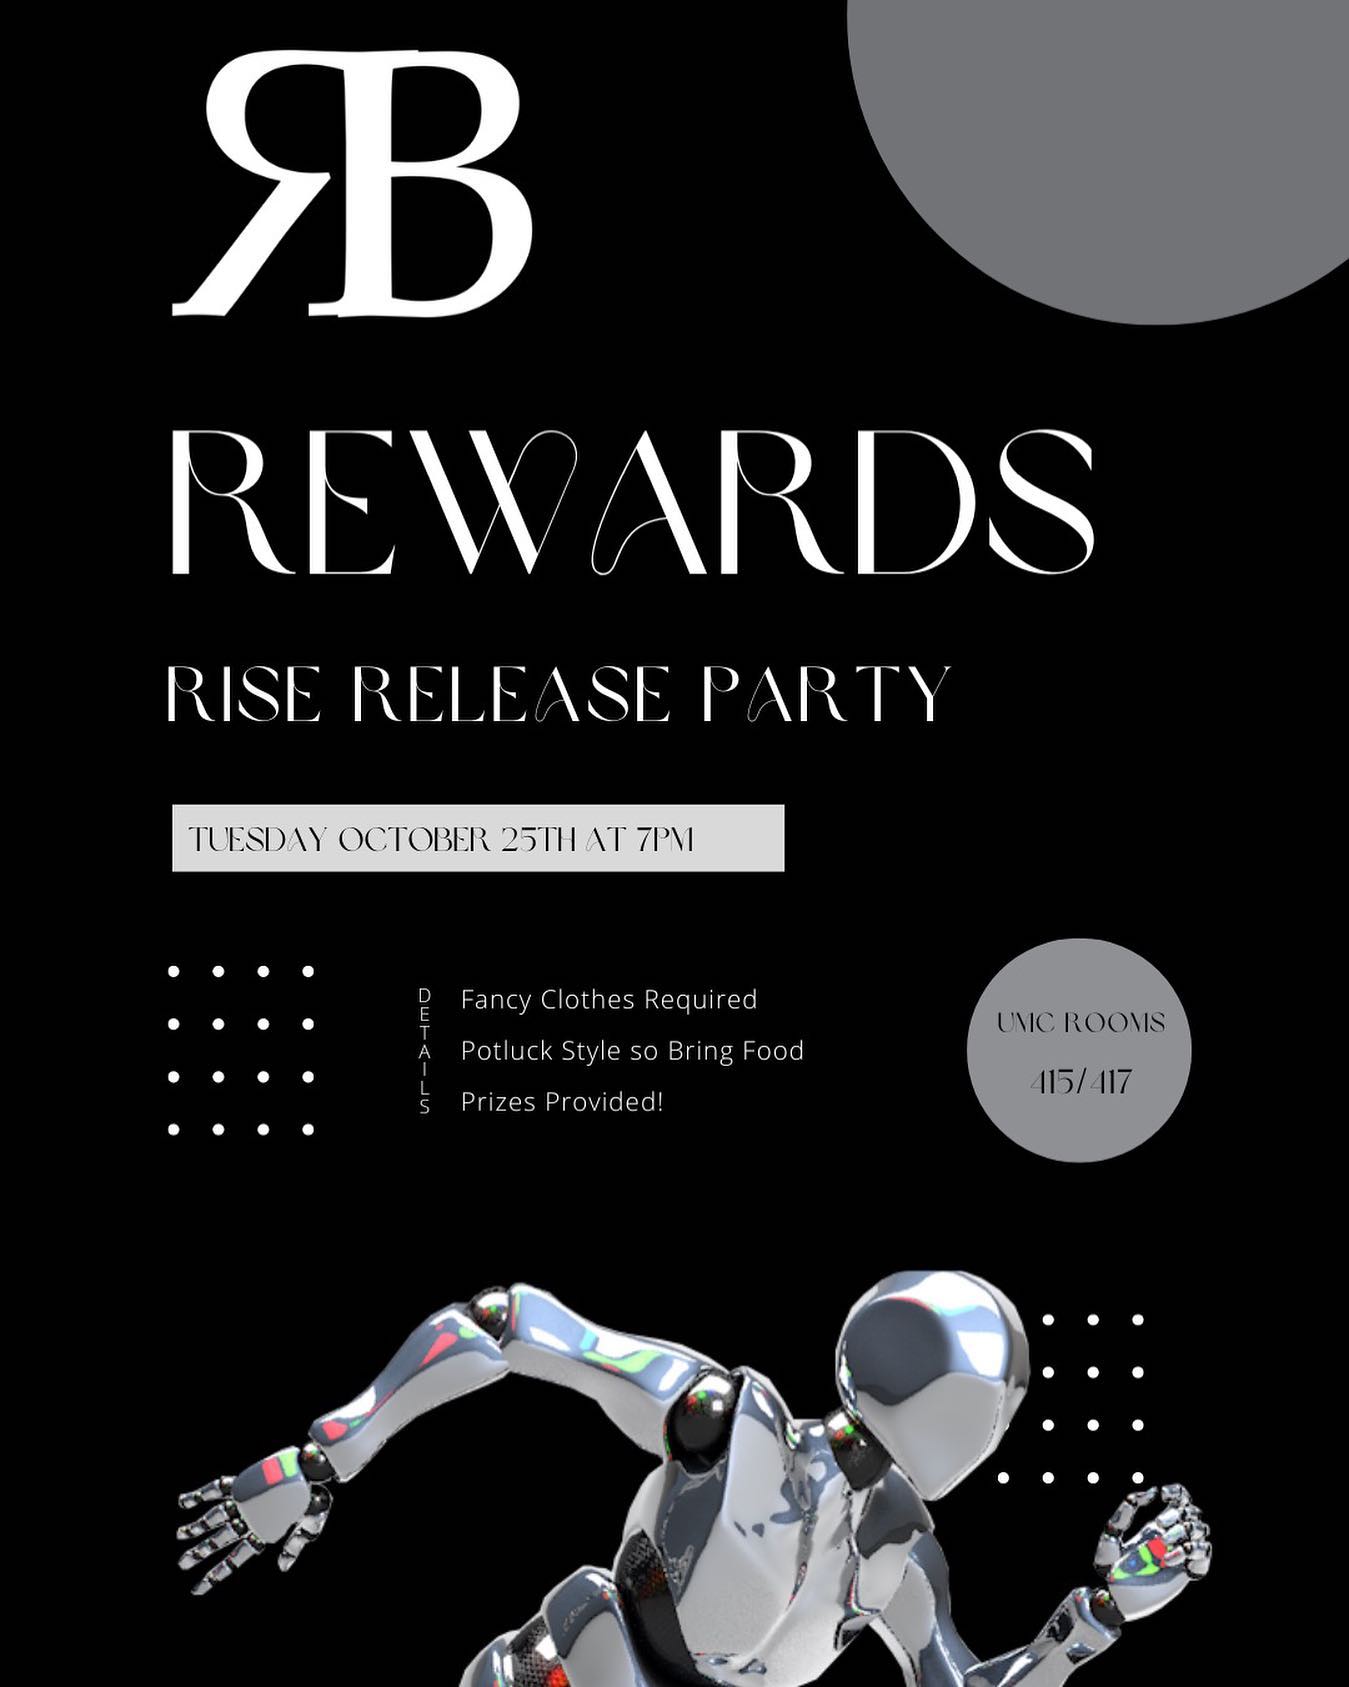 RB
REWARDS
RISE RELEASE PARTY
TUESDAY OCTOBER 25TH AT 7PM
DETAILS
Fancy Clothes Required
Potluck Style so Bring Food
Prizes Provided!
UMC ROOMS
415/417